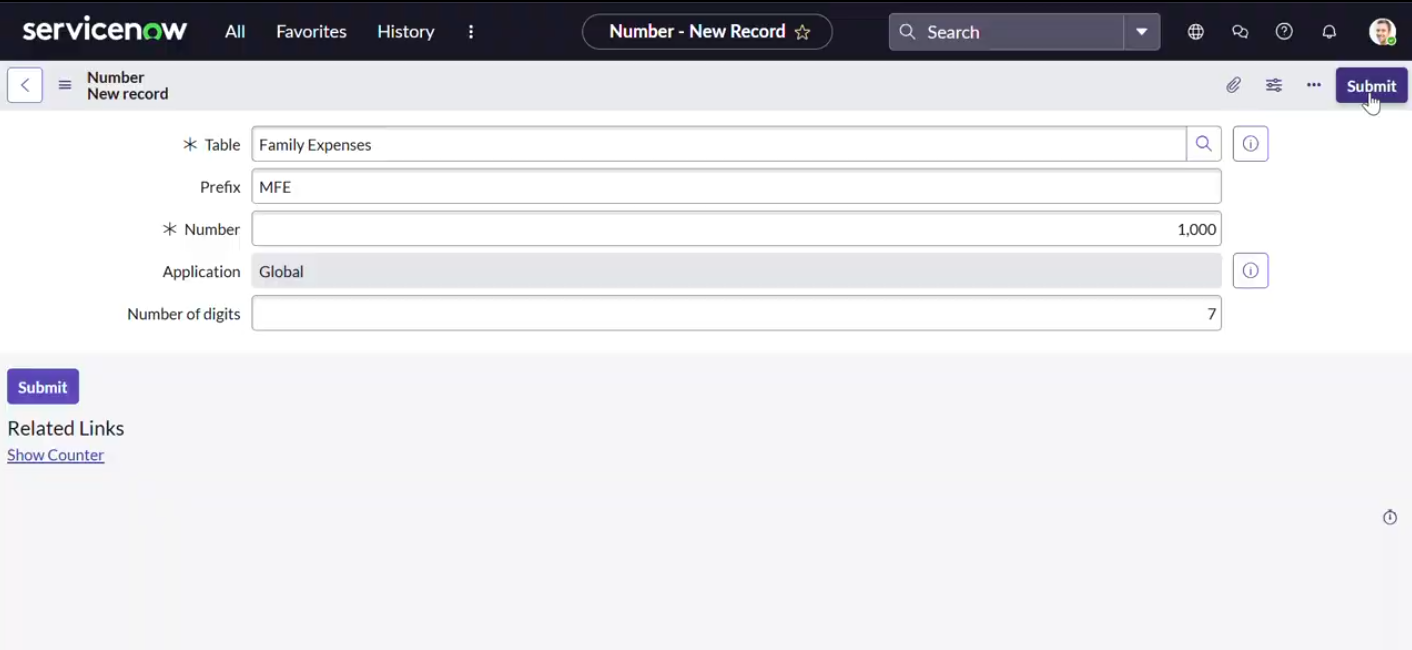 servicenow All Favorites History Number - New Record Search
Number
New record
Submit
Table Family Expenses
Prefix MFE
Number 1,000
Application Global
Number of digits 7
Submit
Related Links
Show Counter